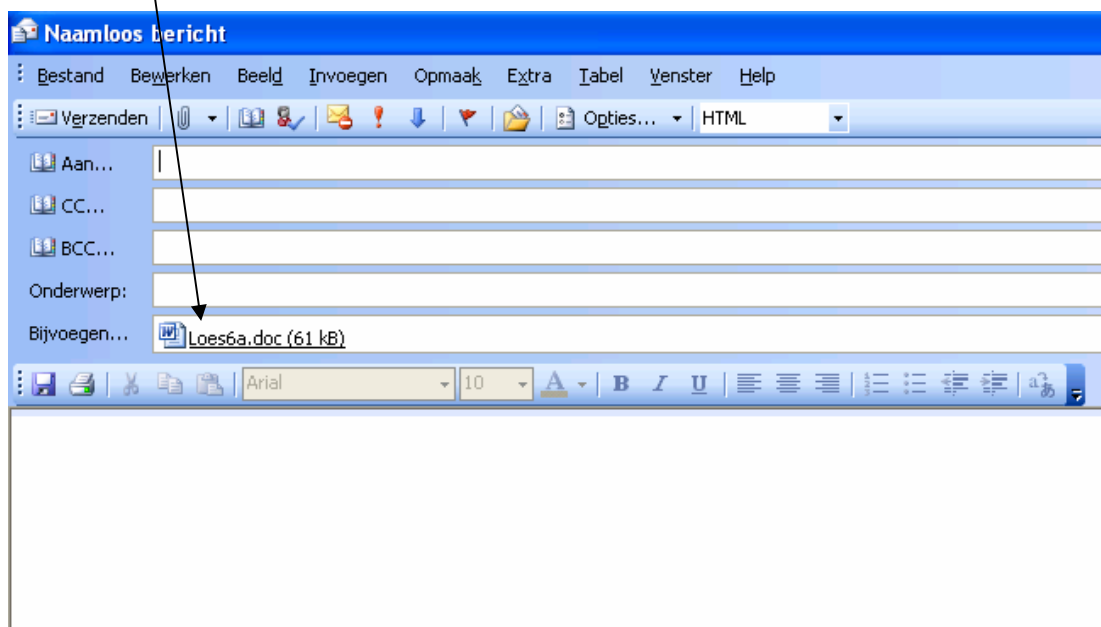 Naamloos bericht
Bestand Bewerken Beeld Invoegen Opmaak Extra Tabel Venster Help
Verzenden Opties... HTML
Aan...
CC...
BCC...
Onderwerp:
Bijvoegen... Loes6a.doc (61 kB)
Arial 10 A B I U